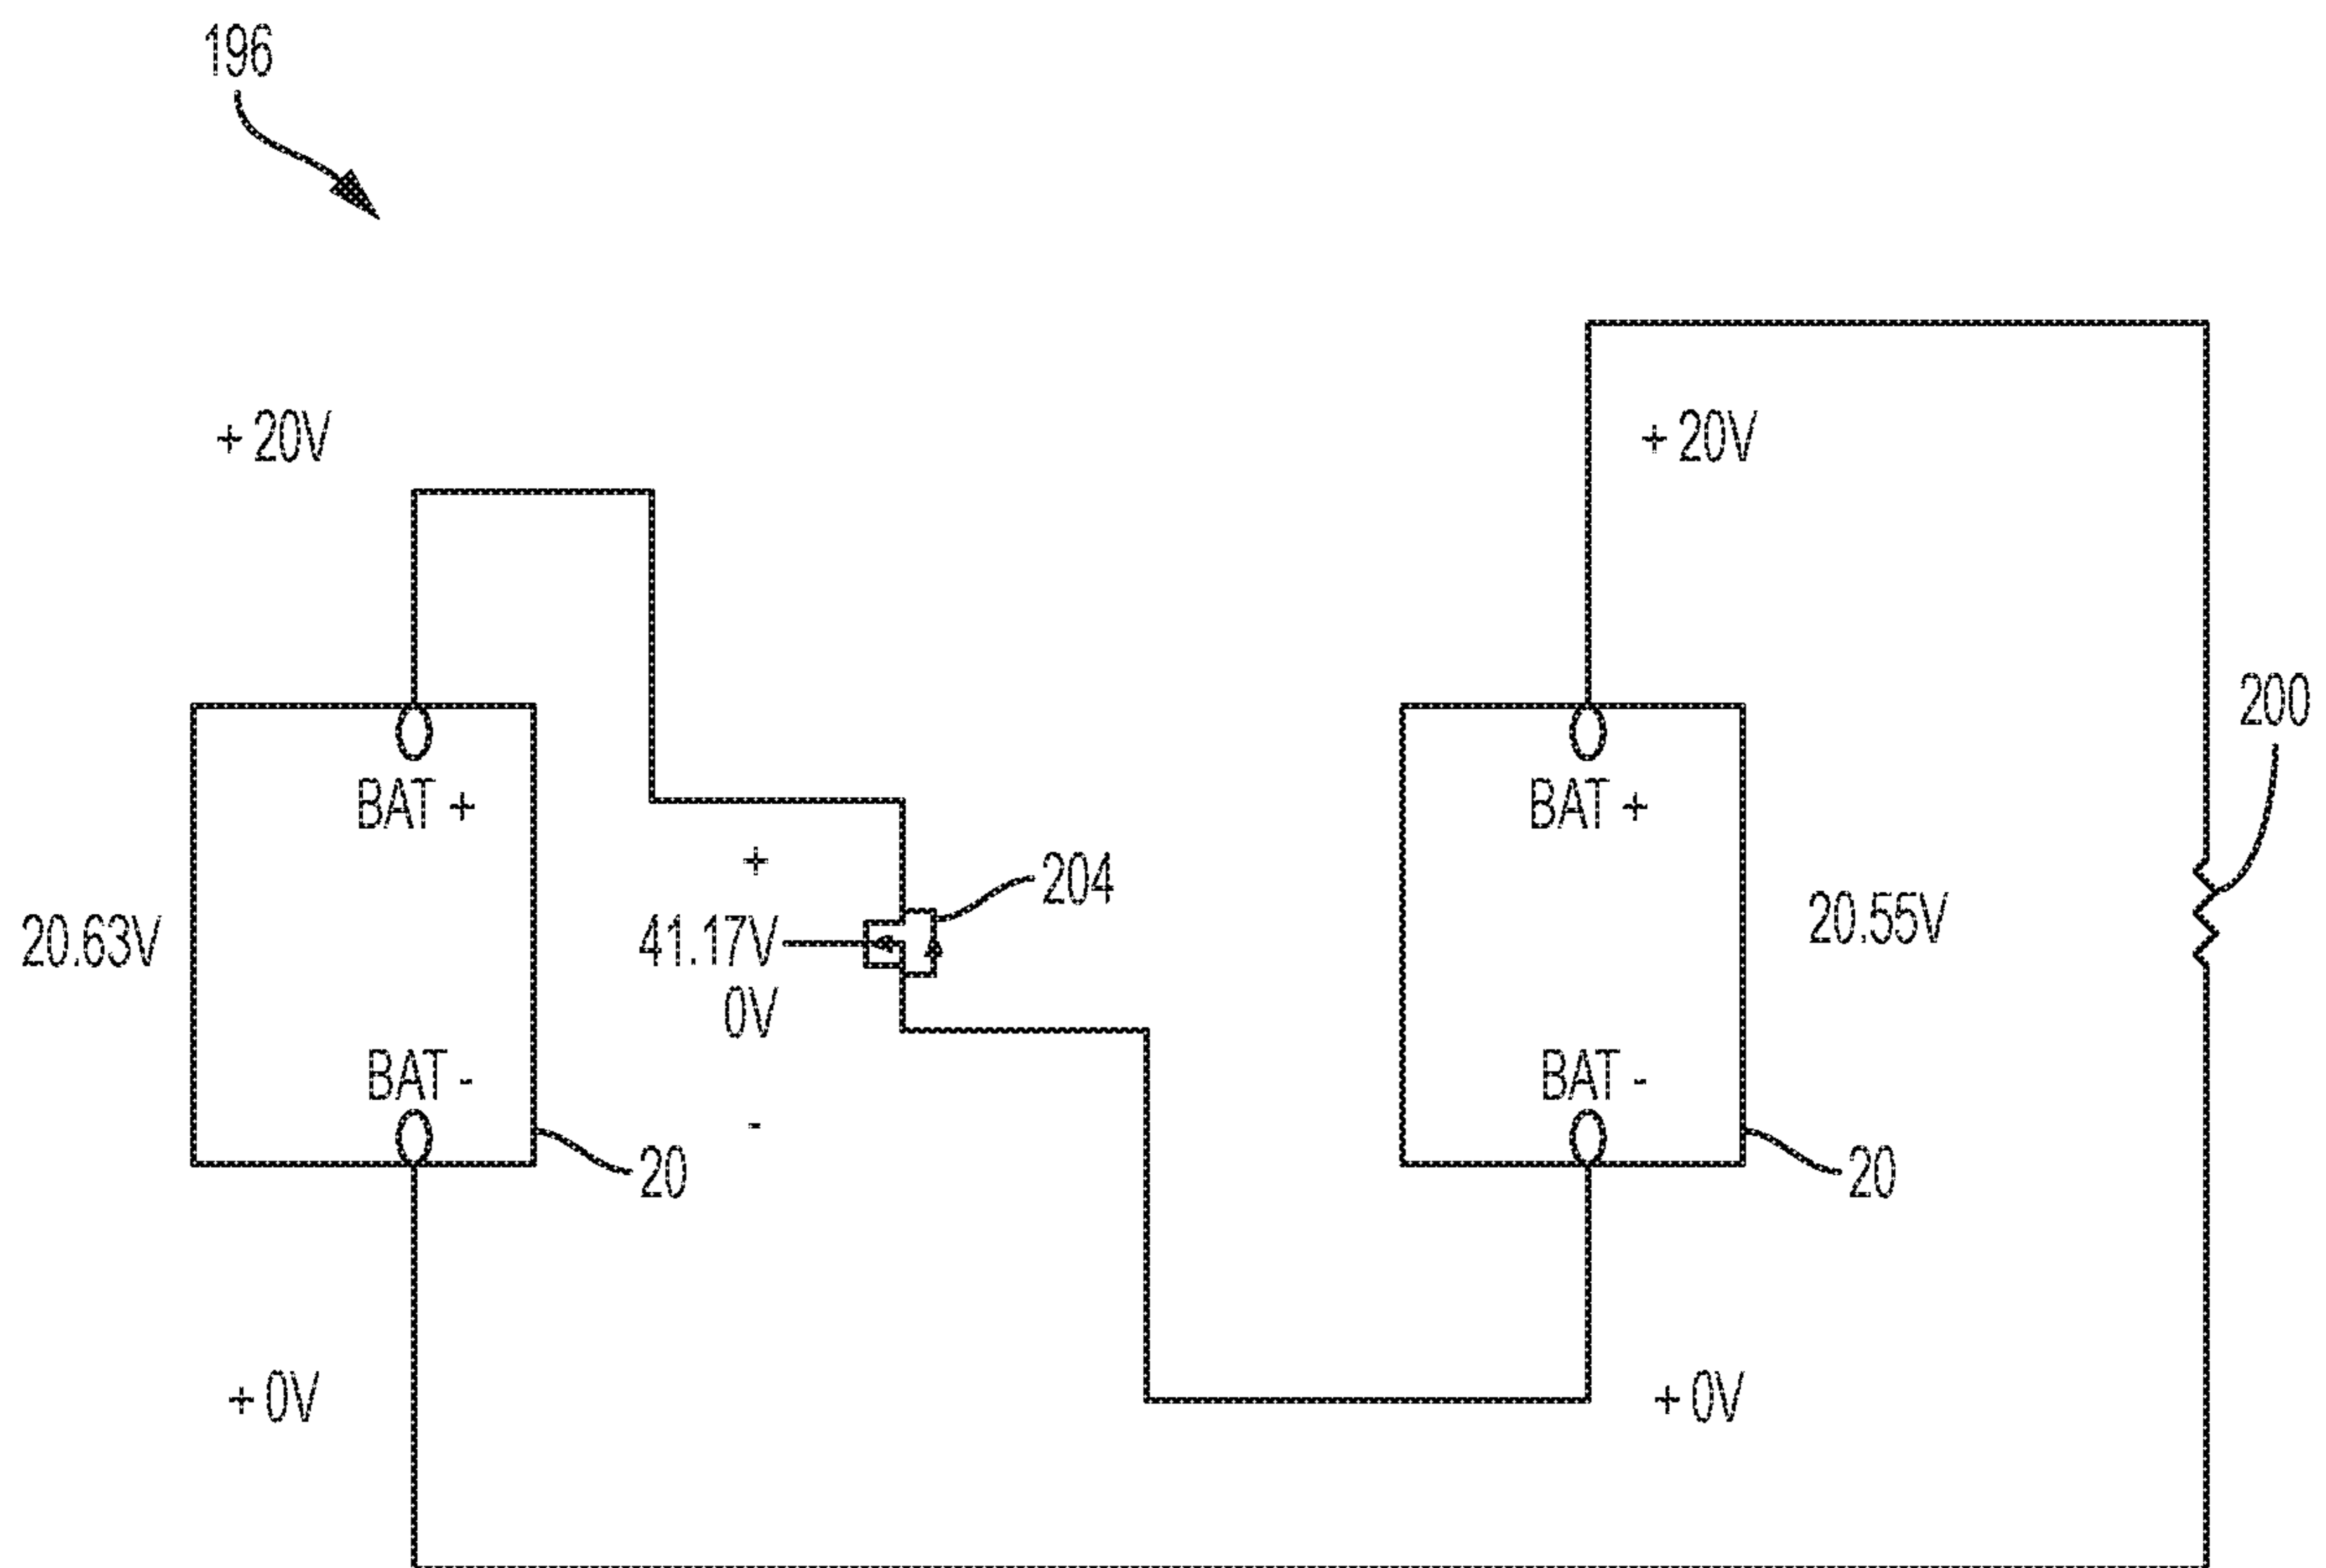 196
+ 20V
+ 20V
200
BAT +
BAT +
+
204
20.63V
41.17V
20.55V
0V
BAT -
BAT -
-
20
20
+ 0V
+ 0V